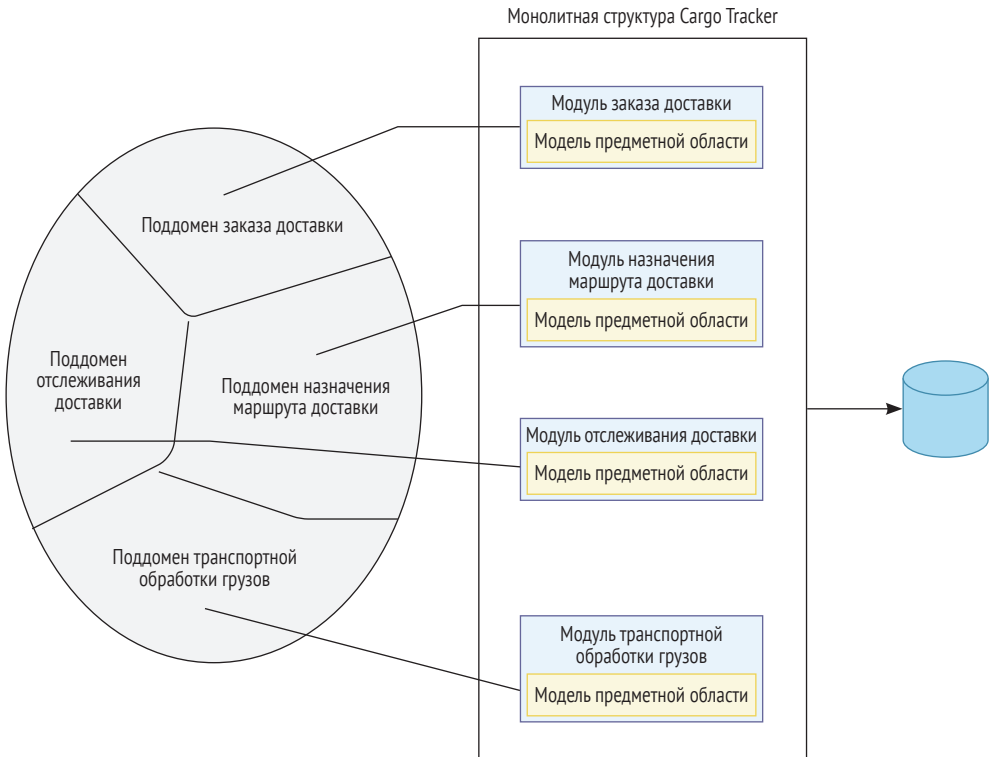 Монолитная структура Cargo Tracker
Модуль заказа доставки
Модель предметной области
Поддомен заказа доставки
Модуль назначения
маршрута доставки
Модель предметной области
Поддомен
отслеживания
доставки
Поддомен назначения
маршрута доставки
Модуль отслеживания доставки
Модель предметной области
Поддомен транспортной
обработки грузов
Модуль транспортной
обработки грузов
Модель предметной области